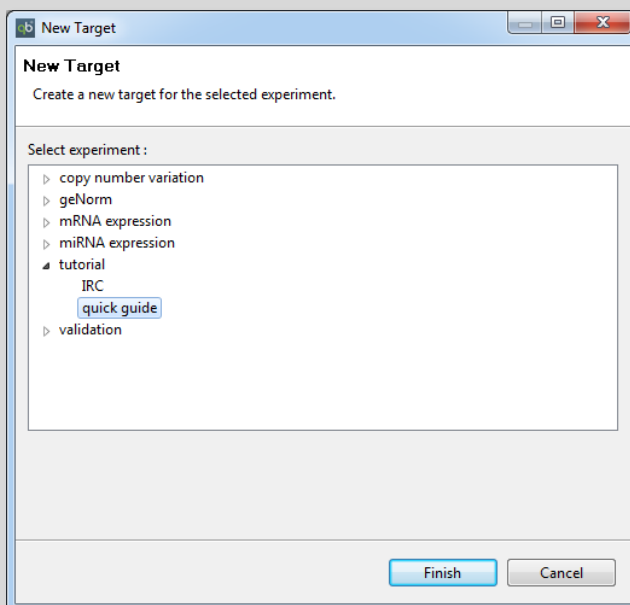 qb New Target
New Target
Create a new target for the selected experiment.
Select experiment :
copy number variation
geNorm
mRNA expression
miRNA expression
tutorial
IRC
quick guide
validation
Finish
Cancel